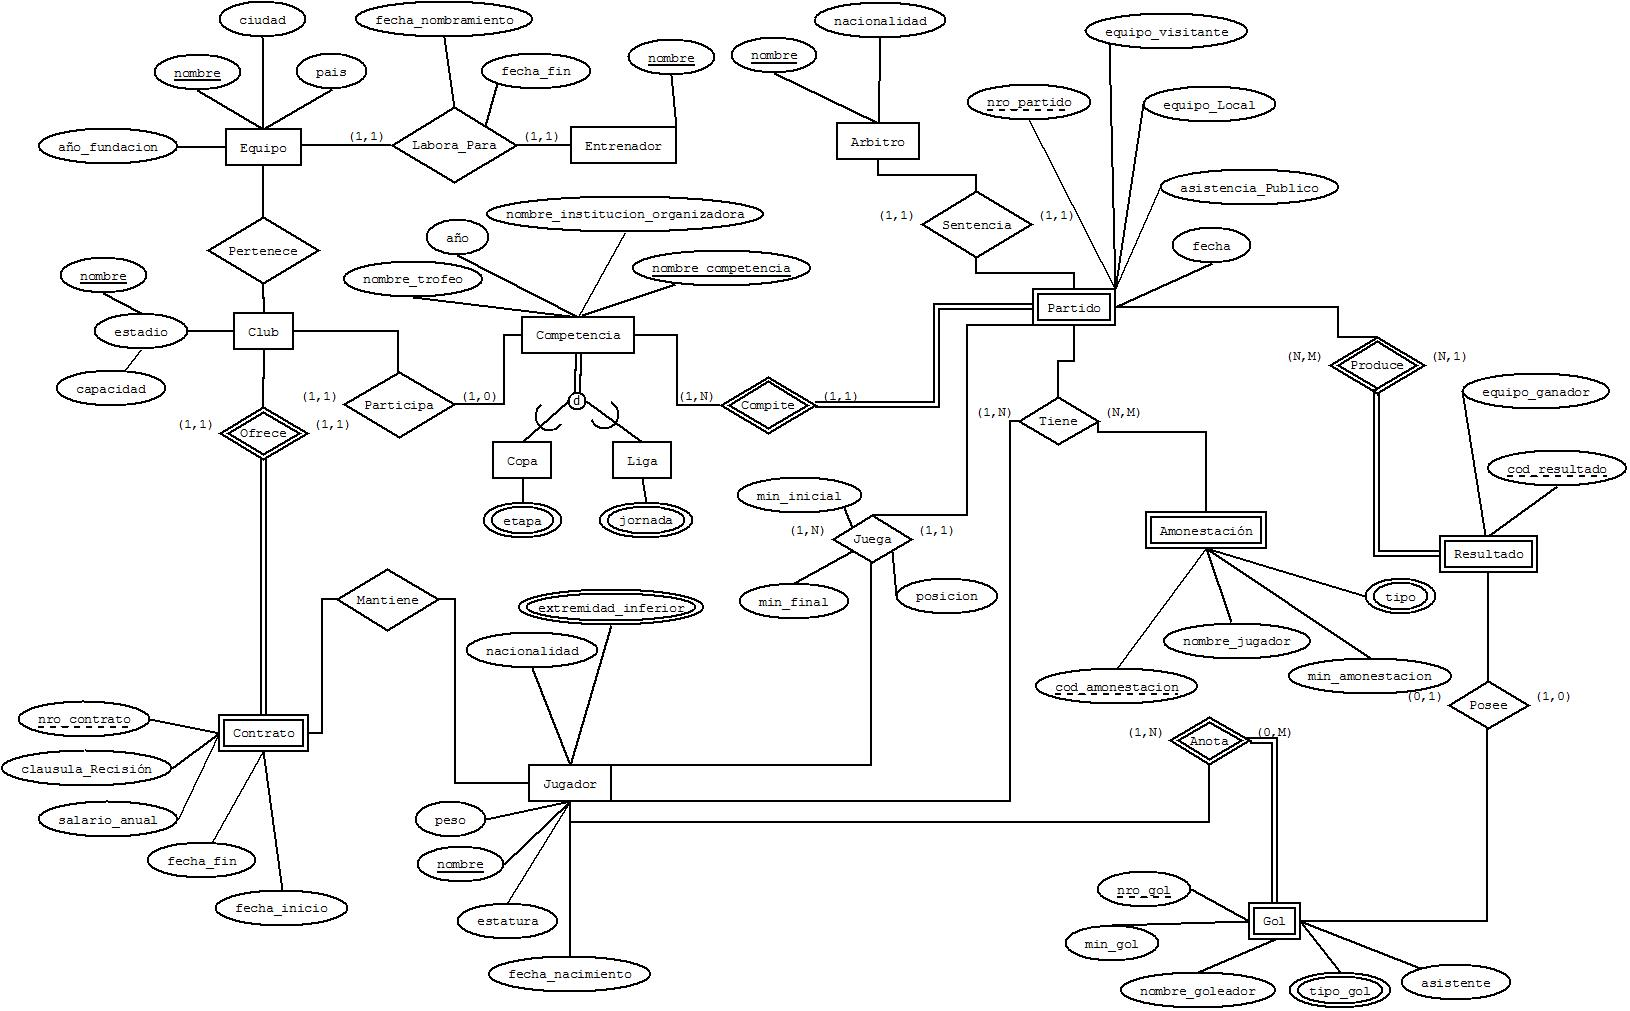 ciudad
fecha_nombramiento
nacionalidad
equipo_visitante
nombre
pais
fecha_fin
nombre
nombre
nro_partido
equipo_Local
año_fundacion
Equipo
(1,1)
Labora_Para
(1,1)
Entrenador
Arbitro
asistencia_Publico
nombre_institucion_organizadora
(1,1)
Sentencia
(1,1)
año
fecha
Pertenece
nombre
nombre_trofeo
nombre competencia
Partido
estadio
Club
Competencia
(N,M)
Produce
(N,1)
capacidad
(1,1)
Participa
(1,0)
d
(1,N)
Compite
(1,1)
equipo_ganador
(1,1)
Ofrece
(1,1)
(1,N)
Tiene
(N,M)
Copa
Liga
cod_resultado
min_inicial
etapa
jornada
(1,N)
Juega
(1,1)
Amonestación
Resultado
Mantiene
extremidad_inferior
min_final
posicion
tipo
nacionalidad
nombre_jugador
cod_amonestacion
min_amonestacion
(0,1)
Posee
(1,0)
nro_contrato
Contrato
(1,N)
Anota
(0,M)
clausula_Recisión
Jugador
salario_anual
peso
fecha_fin
nombre
fecha_inicio
estatura
nro_gol
Gol
min_gol
fecha_nacimiento
nombre_goleador
tipo_gol
asistente